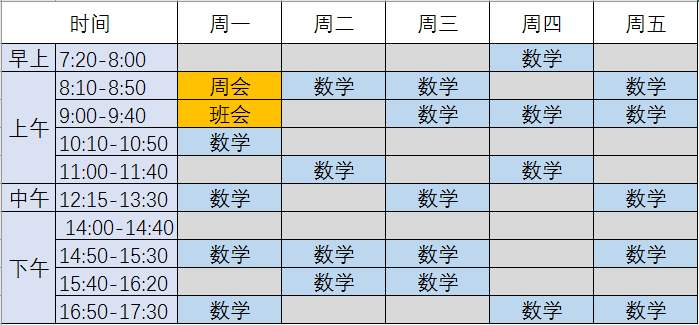 时间 周一 周二 周三 周四 周五
早上 7:20-8:00 数学
上午 8:10-8:50 周会 数学 数学 数学
9:00-9:40 班会 数学 数学 数学
10:10-10:50 数学
11:00-11:40 数学 数学
中午 12:15-13:30 数学 数学 数学
下午 14:00-14:40
14:50-15:30 数学 数学 数学 数学
15:40-16:20 数学 数学
16:50-17:30 数学 数学 数学